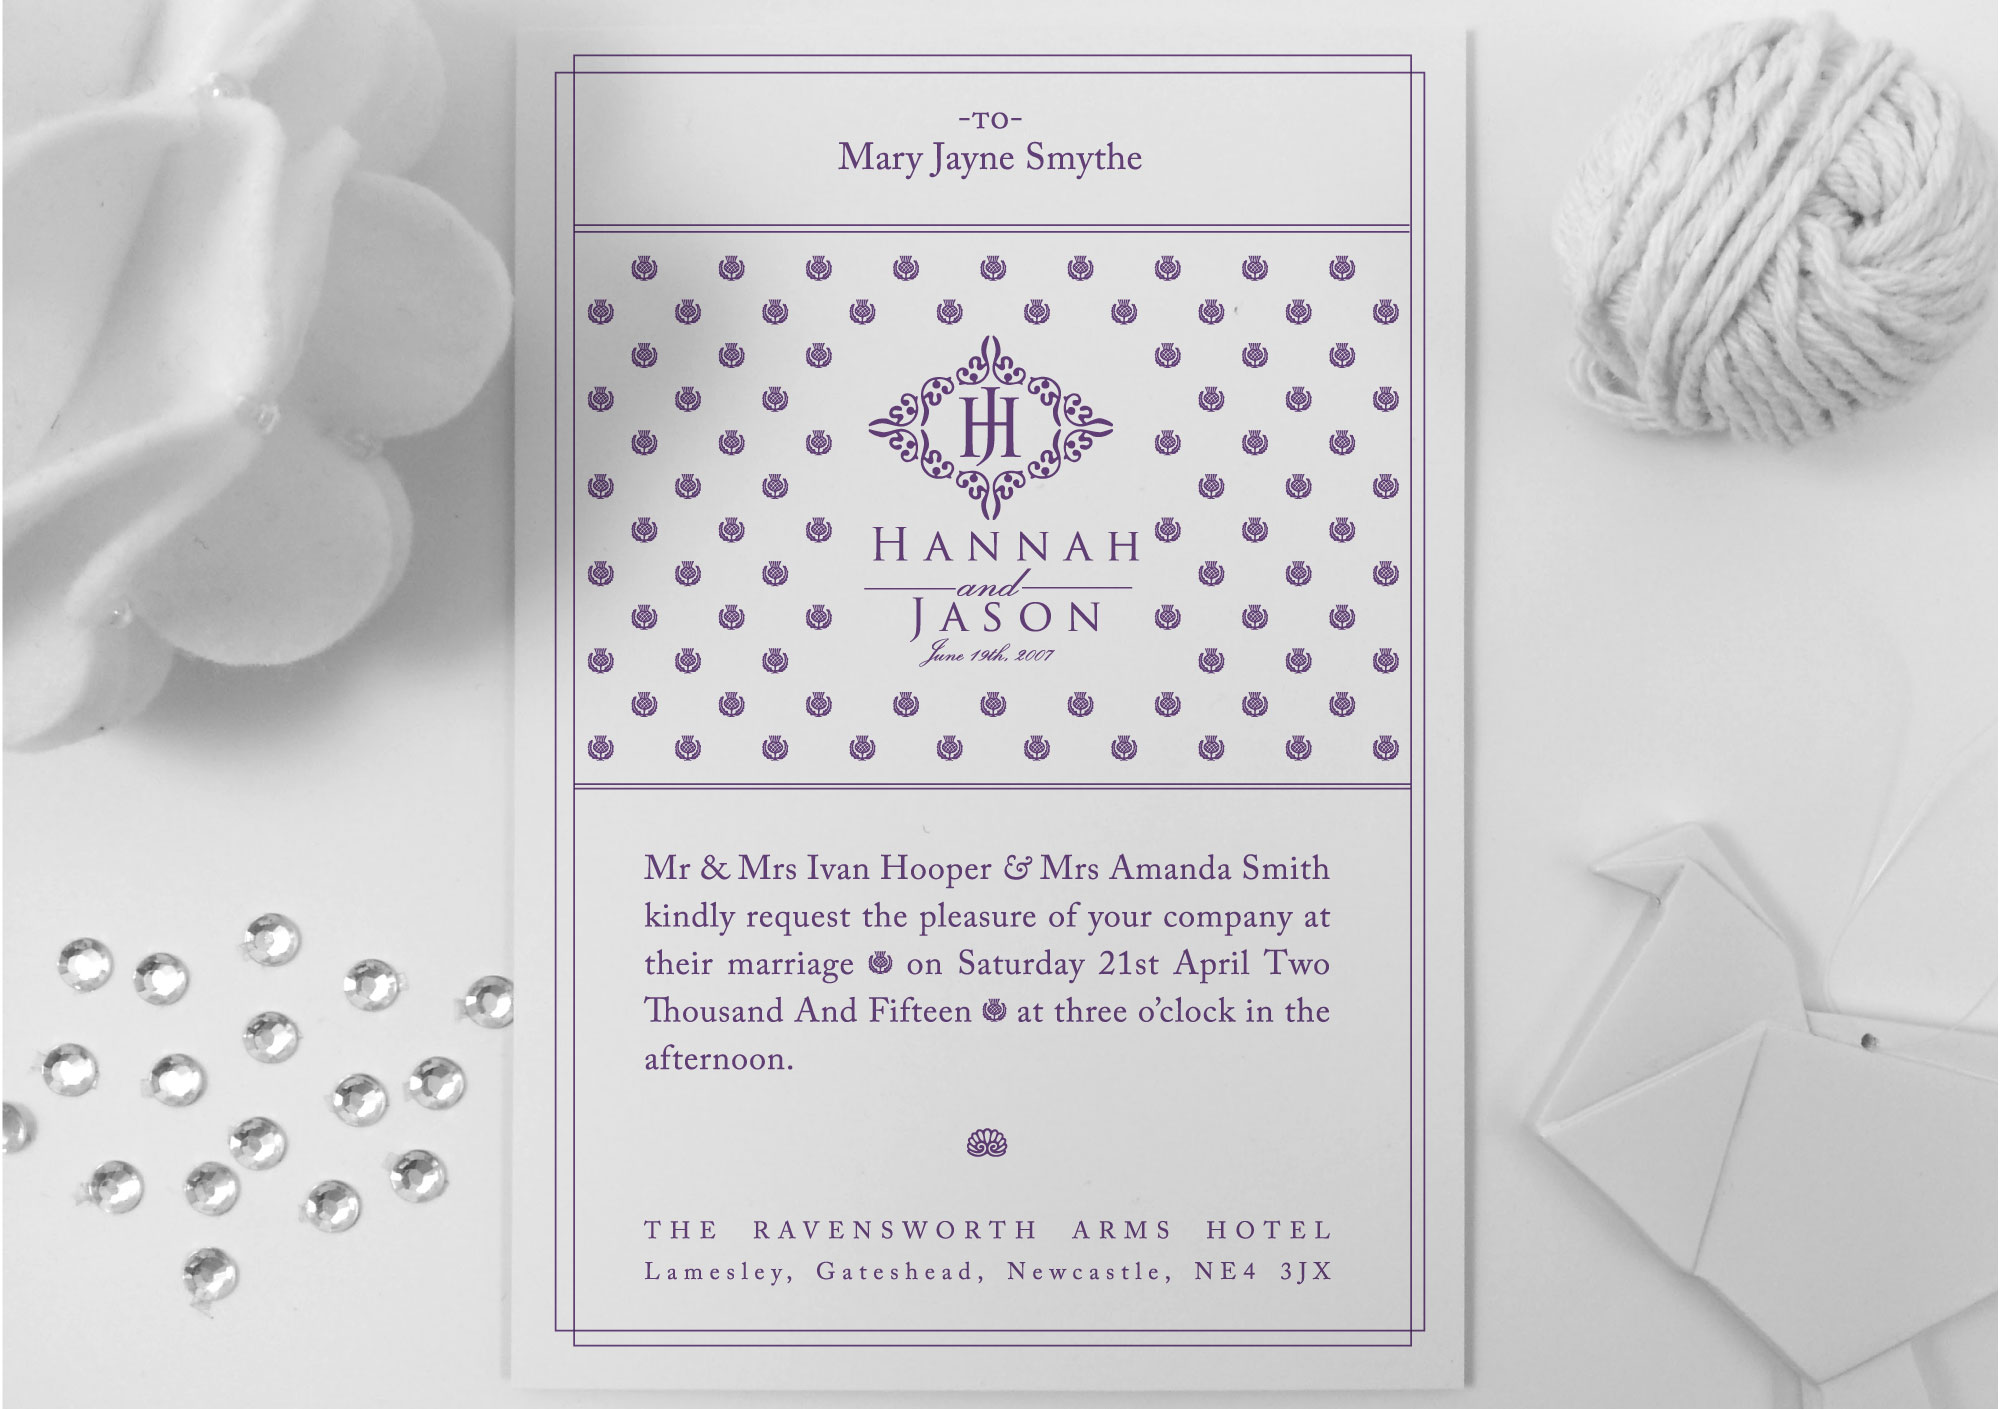 -TO-
Mary Jayne Smythe
JH
HANNAH
and
JASON
June 19th, 2007
Mr & Mrs Ivan Hooper & Mrs Amanda Smith
kindly request the pleasure of your company at
their marriage on Saturday 21st April Two
Thousand And Fifteen at three o'clock in the
afternoon.
THE RAVENSWORTH ARMS HOTEL
Lamesley, Gateshead, Newcastle, NE4 3JX